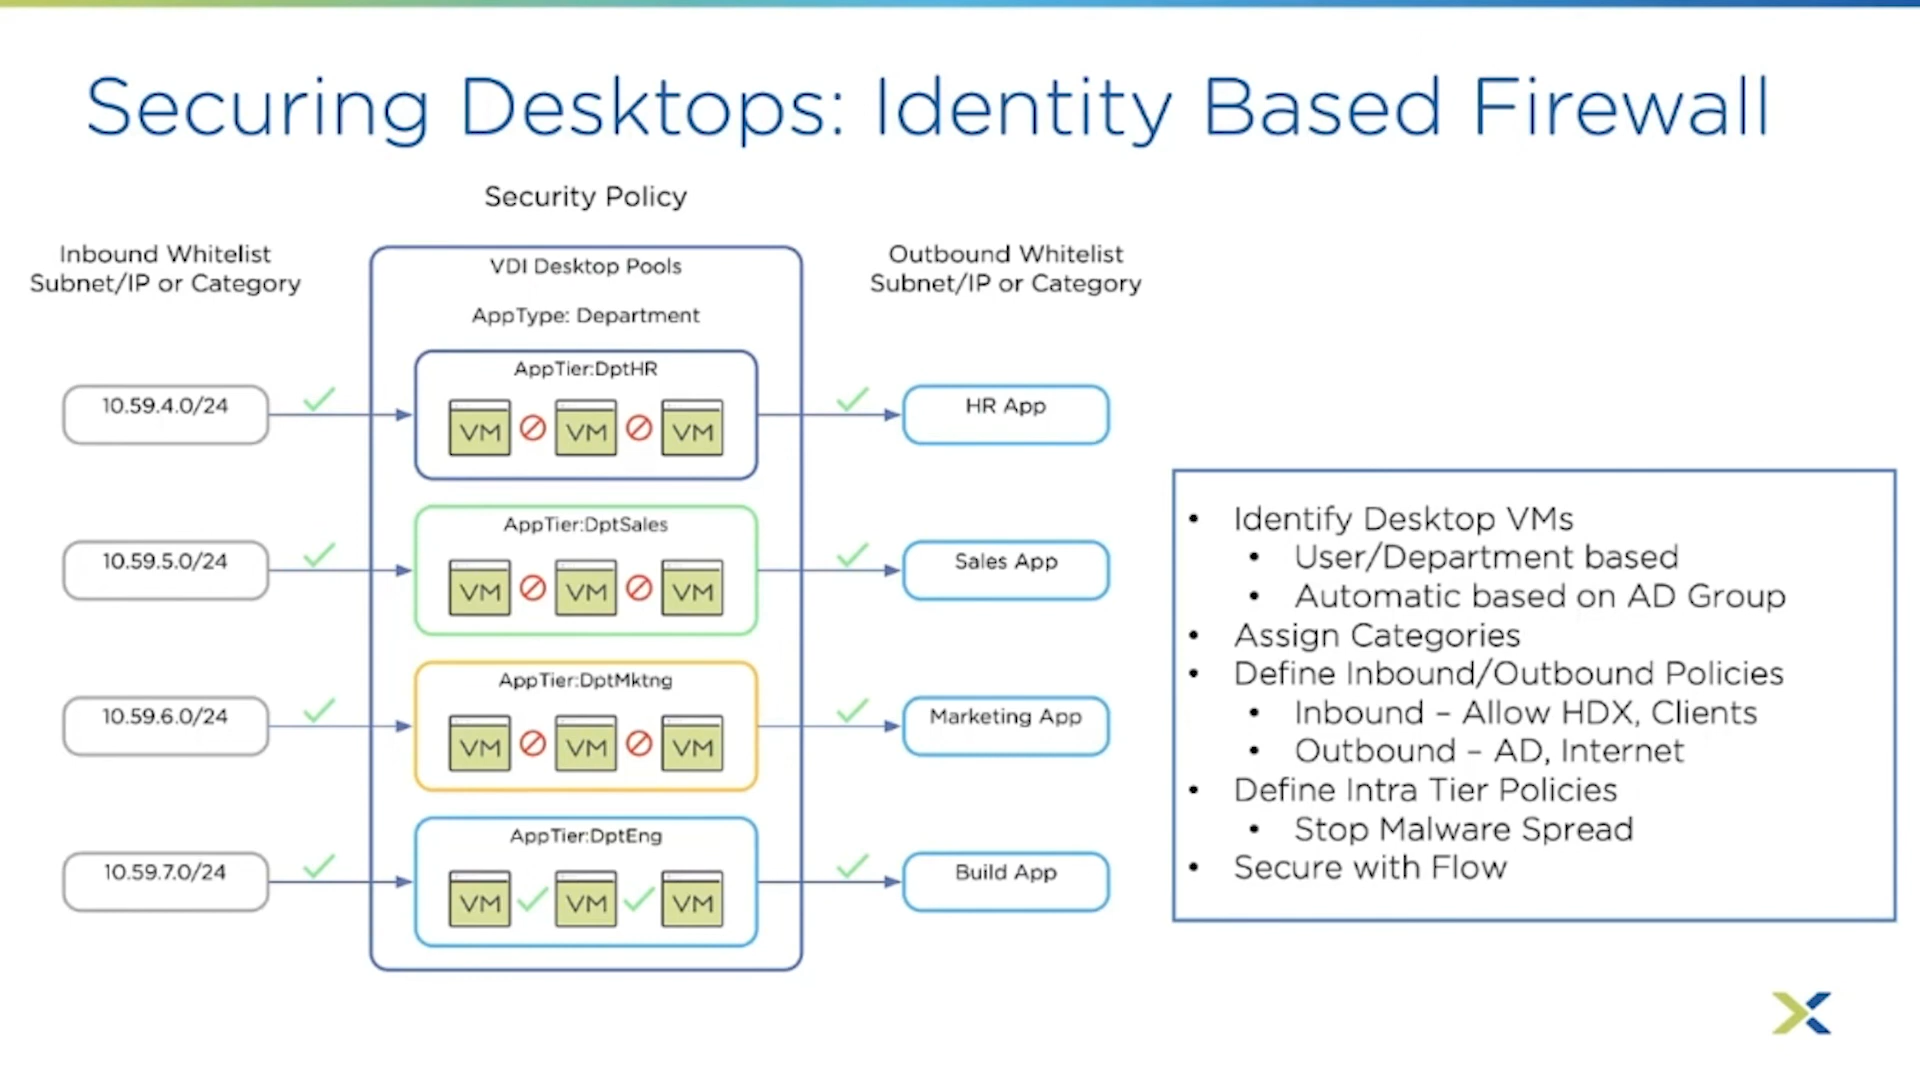 Securing Desktops: Identity Based Firewall
Security Policy
Inbound Whitelist
Subnet/IP or Category
VDI Desktop Pools
AppType: Department
Outbound Whitelist
Subnet/IP or Category
10.59.4.0/24
AppTier:DptHR
VM
VM
VM
HR App
10.59.5.0/24
AppTier:DptSales
VM
VM
VM
Sales App
10.59.6.0/24
AppTier:DptMktng
VM
VM
VM
Marketing App
10.59.7.0/24
AppTier:DptEng
VM
VM
VM
Build App
• Identify Desktop VMs
• User/Department based
• Automatic based on AD Group
• Assign Categories
• Define Inbound/Outbound Policies
• Inbound – Allow HDX, Clients
• Outbound – AD, Internet
• Define Intra Tier Policies
• Stop Malware Spread
• Secure with Flow